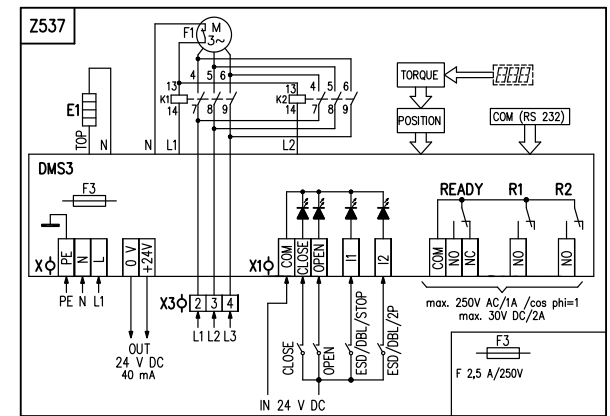 Z537
F1
M
3~
4 5 6
13
K1
14
7 8 9
13
K2
14
4 5 6
7 8 9
TORQUE
POSITION
COM (RS 232)
E1
TOP
N
N
L1
L2
DMS3
F3
PE
N
L
0 V
+24V
X
PE N L1
OUT
24 V DC
40 mA
X3
2 3 4
L1 L2 L3
X1
COM
CLOSE
OPEN
I1
I2
CLOSE
OPEN
ESD/DBL/STOP
ESD/DBL/2P
IN 24 V DC
READY
R1
R2
COM
NO
NC
NO
NO
max. 250V AC/1A /cos phi=1
max. 30V DC/2A
F3
F 2,5 A/250V